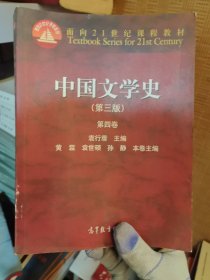 面向21世纪课程教材
Textbook Series for 21st Century
中国文学史
（第三版）
第四卷
袁行霈 主编
黄霖 袁世硕 孙静 本卷主编
高等教